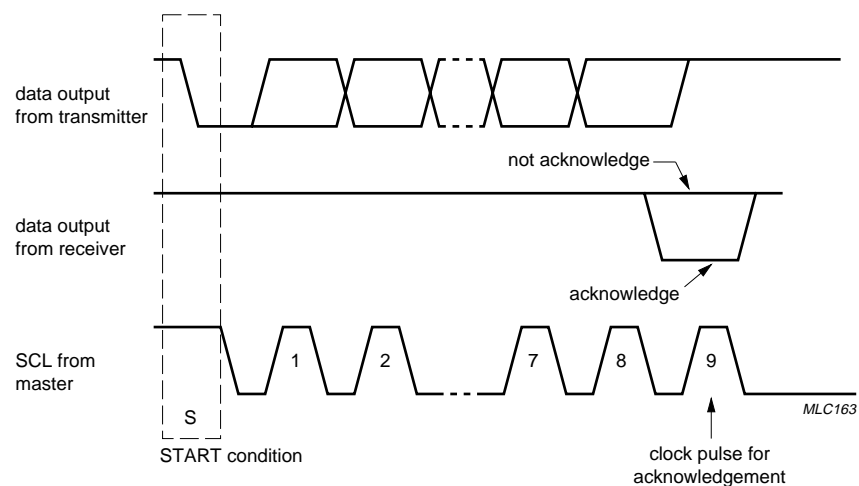 data output
from transmitter
not acknowledge
data output
from receiver
acknowledge
SCL from
master
1
2
7
8
9
MLC163
S
START condition
clock pulse for
acknowledgement